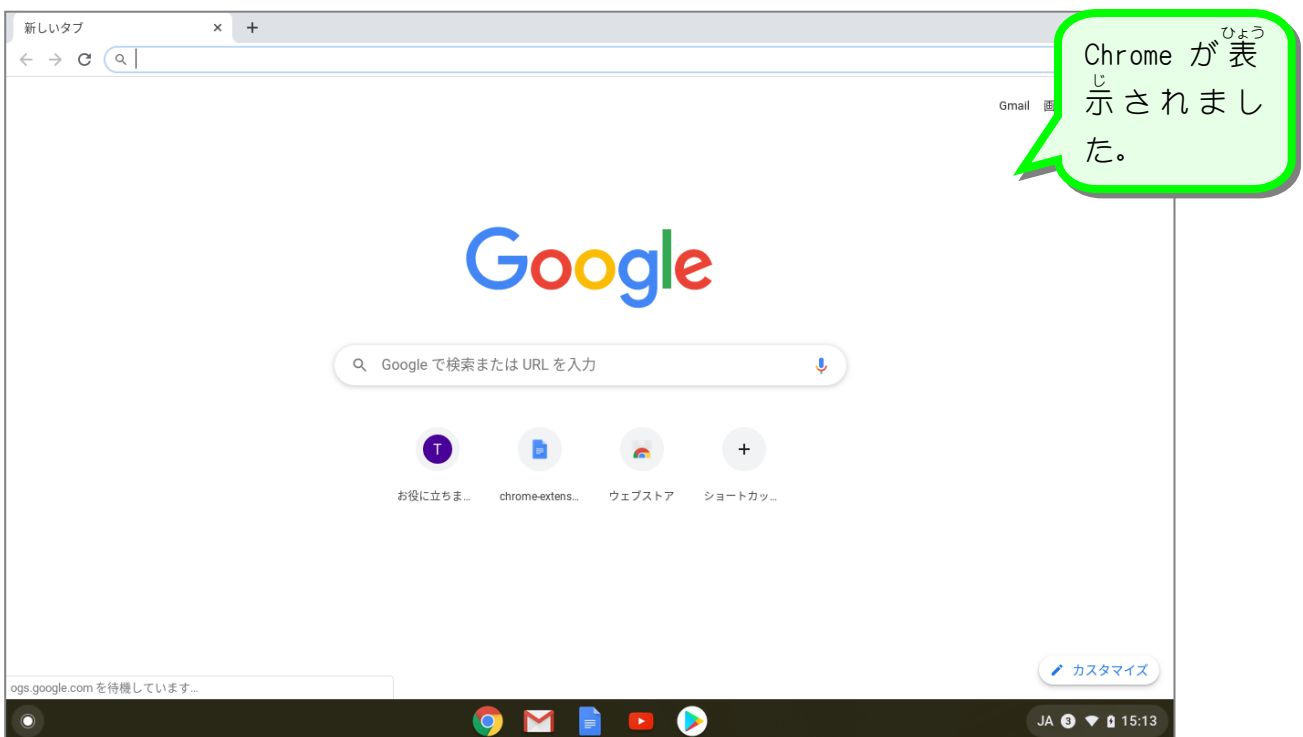 新しいタブ
Gmail 画
Google
Google で検索または URL を入力
T
お役に立ちま…
chrome-extens…
ウェブストア
ショートカッ…
カスタマイズ
ogs.google.com を待機しています…
JA 3 15:13
ひょう
Chrome が表
じ
示されまし
た。